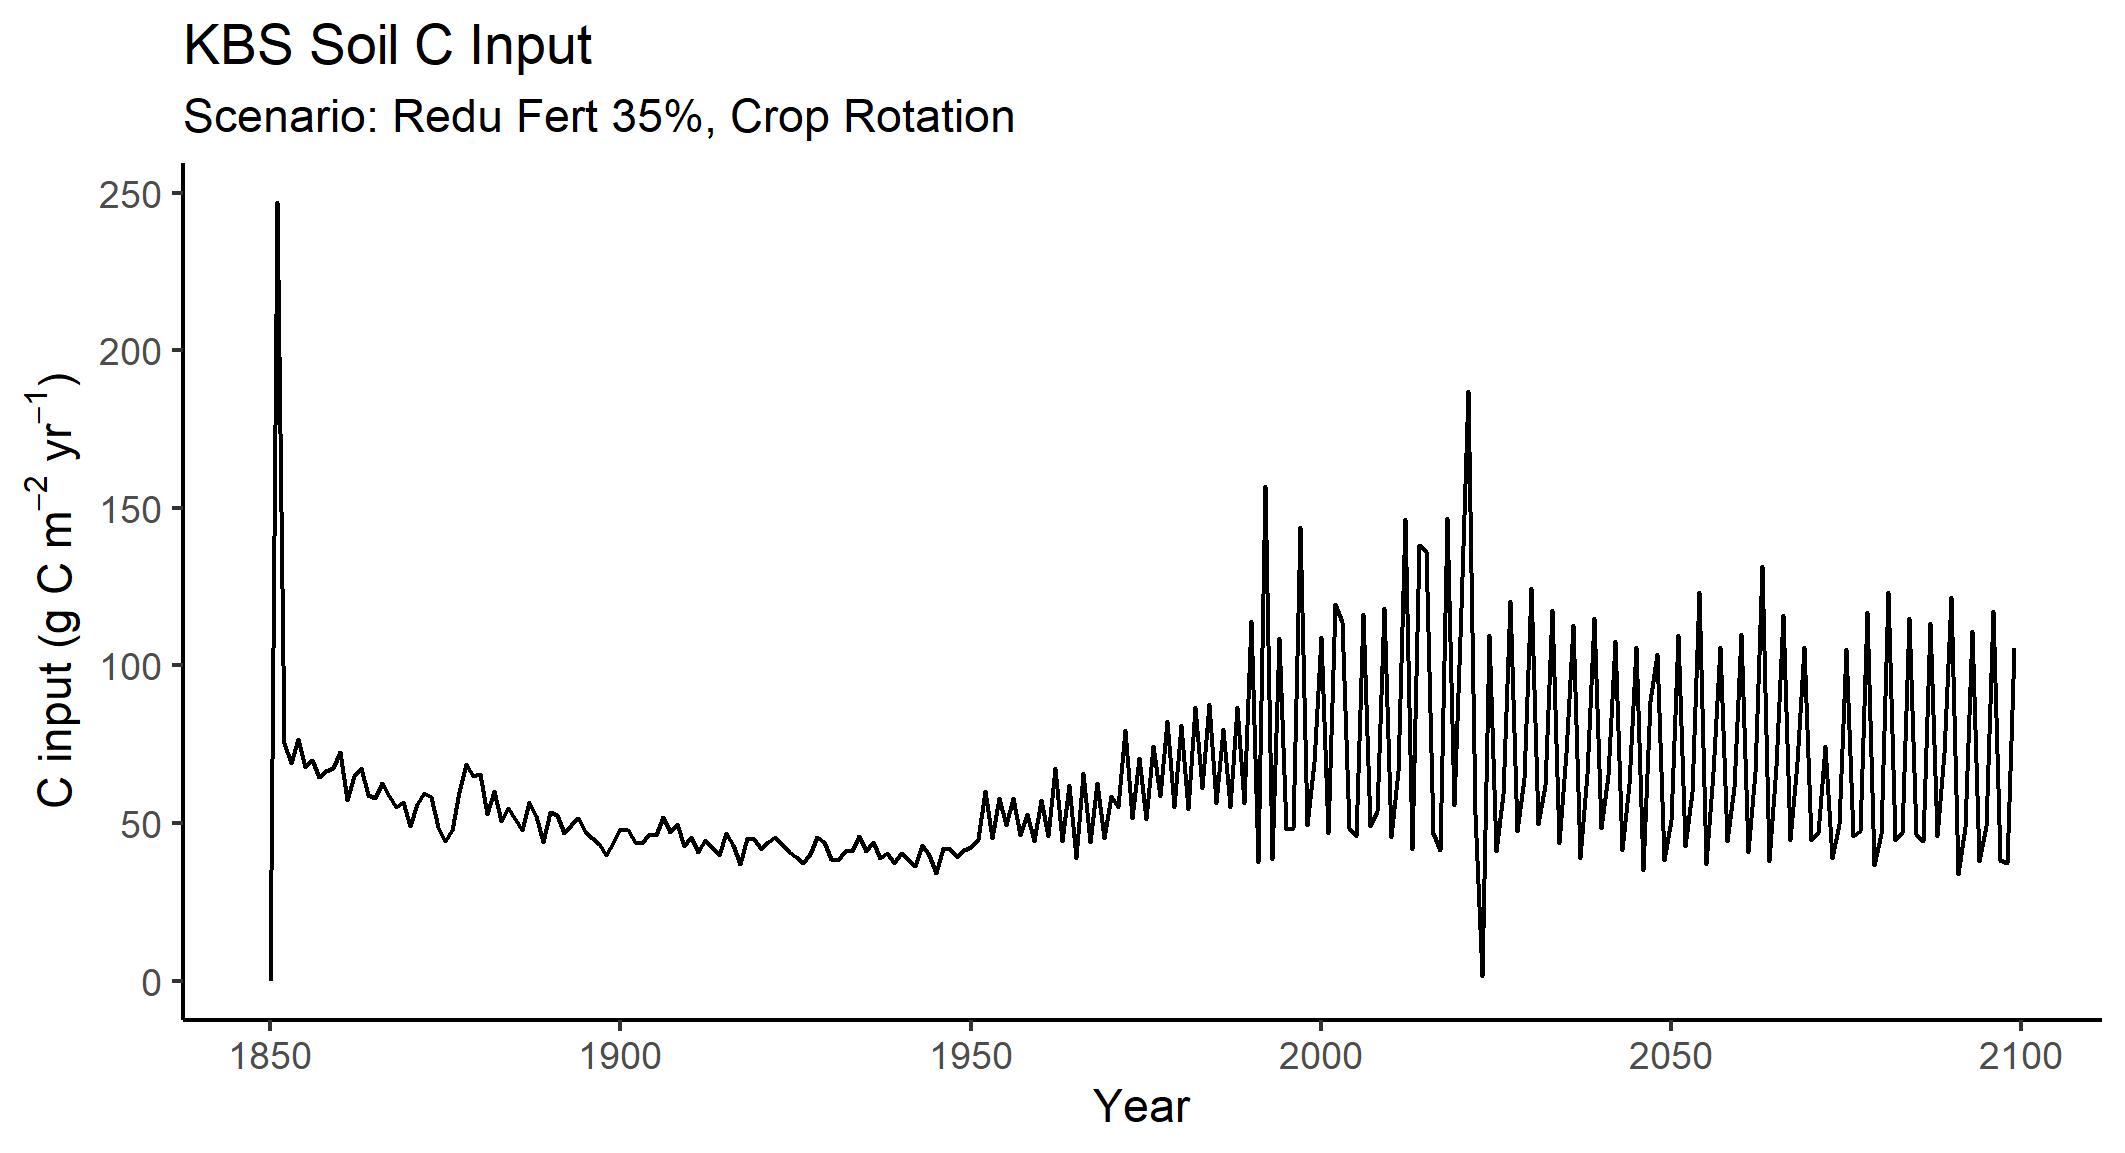 KBS Soil C Input
Scenario: Redu Fert 35%, Crop Rotation
C input (g C m⁻² yr⁻¹)
250
200
150
100
50
0
1850 1900 1950 2000 2050 2100
Year